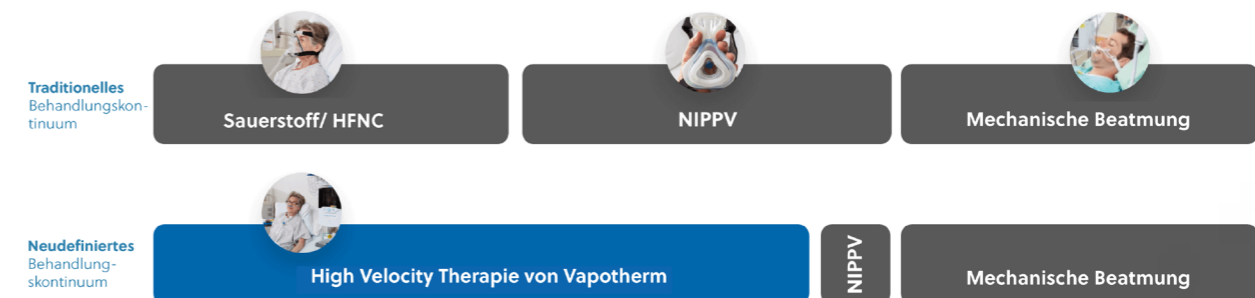 Traditionelles
Behandlungskon-
tinuum
Sauerstoff/ HFNC
NIPPV
Mechanische Beatmung
Neudefiniertes
Behandlung-
skontinuum
High Velocity Therapie von Vapotherm
NIPPV
Mechanische Beatmung